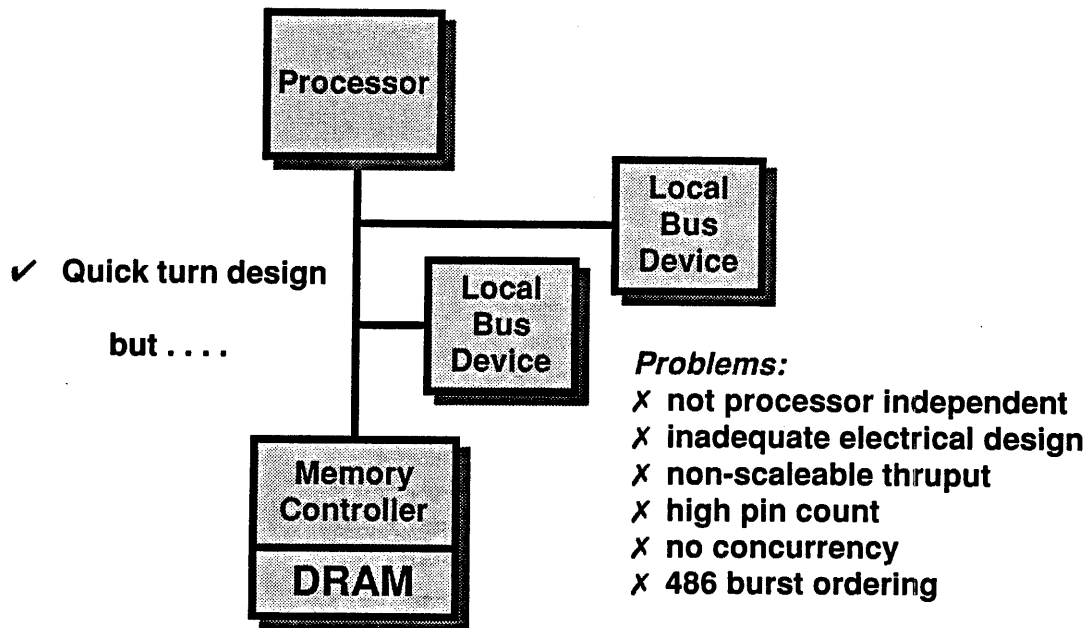 Processor
Local
Bus
Device
✔ Quick turn design
but . . . .
Local
Bus
Device
Problems:
✗ not processor independent
✗ inadequate electrical design
✗ non-scaleable thruput
✗ high pin count
✗ no concurrency
✗ 486 burst ordering
Memory
Controller
DRAM